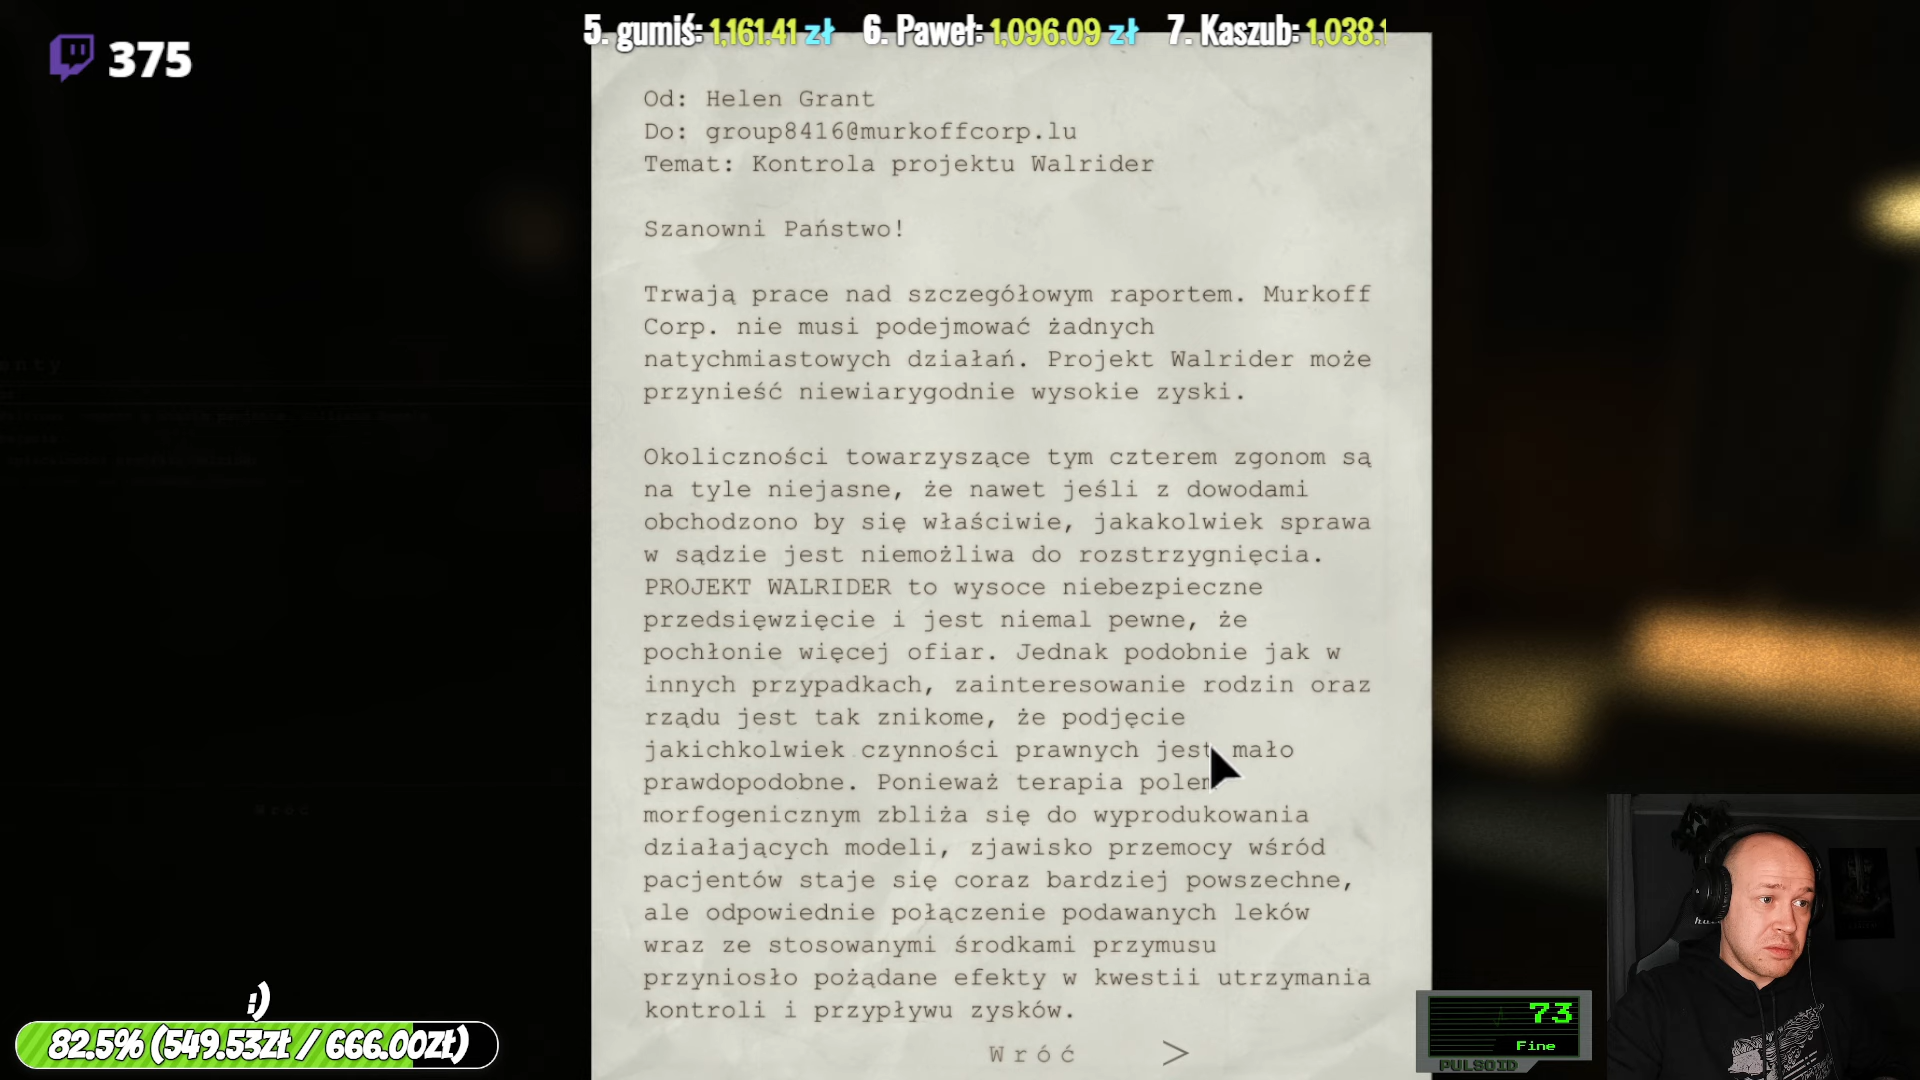 5. gumiś: 1,161.41 zł 6. Paweł: 1,096.09 zł 7. Kaszub: 1,038.1
375
Od: Helen Grant
Do: group8416@murkoffcorp.lu
Temat: Kontrola projektu Walrider
Szanowni Państwo!
Trwają prace nad szczegółowym raportem. Murkoff
Corp. nie musi podejmować żadnych
natychmiastowych działań. Projekt Walrider może
przynieść niewiarygodnie wysokie zyski.
Okoliczności towarzyszące tym czterem zgonom są
na tyle niejasne, że nawet jeśli z dowodami
obchodzono by się właściwie, jakakolwiek sprawa
w sądzie jest niemożliwa do rozstrzygnięcia.
PROJEKT WALRIDER to wysoce niebezpieczne
przedsięwzięcie i jest niemal pewne, że
pochłonie więcej ofiar. Jednak podobnie jak w
innych przypadkach, zainteresowanie rodzin oraz
rządu jest tak znikome, że podjęcie
jakichkolwiek czynności prawnych jest mało
prawdopodobne. Ponieważ terapia polem
morfogenicznym zbliża się do wyprodukowania
działających modeli, zjawisko przemocy wśród
pacjentów staje się coraz bardziej powszechne,
ale odpowiednie połączenie podawanych leków
wraz ze stosowanymi środkami przymusu
przyniosło pożądane efekty w kwestii utrzymania
kontroli i przypływu zysków.
Wróć >
Wróć
:)
82.5% (549.53zł / 666.00zł)
73
Fine
PULSOID